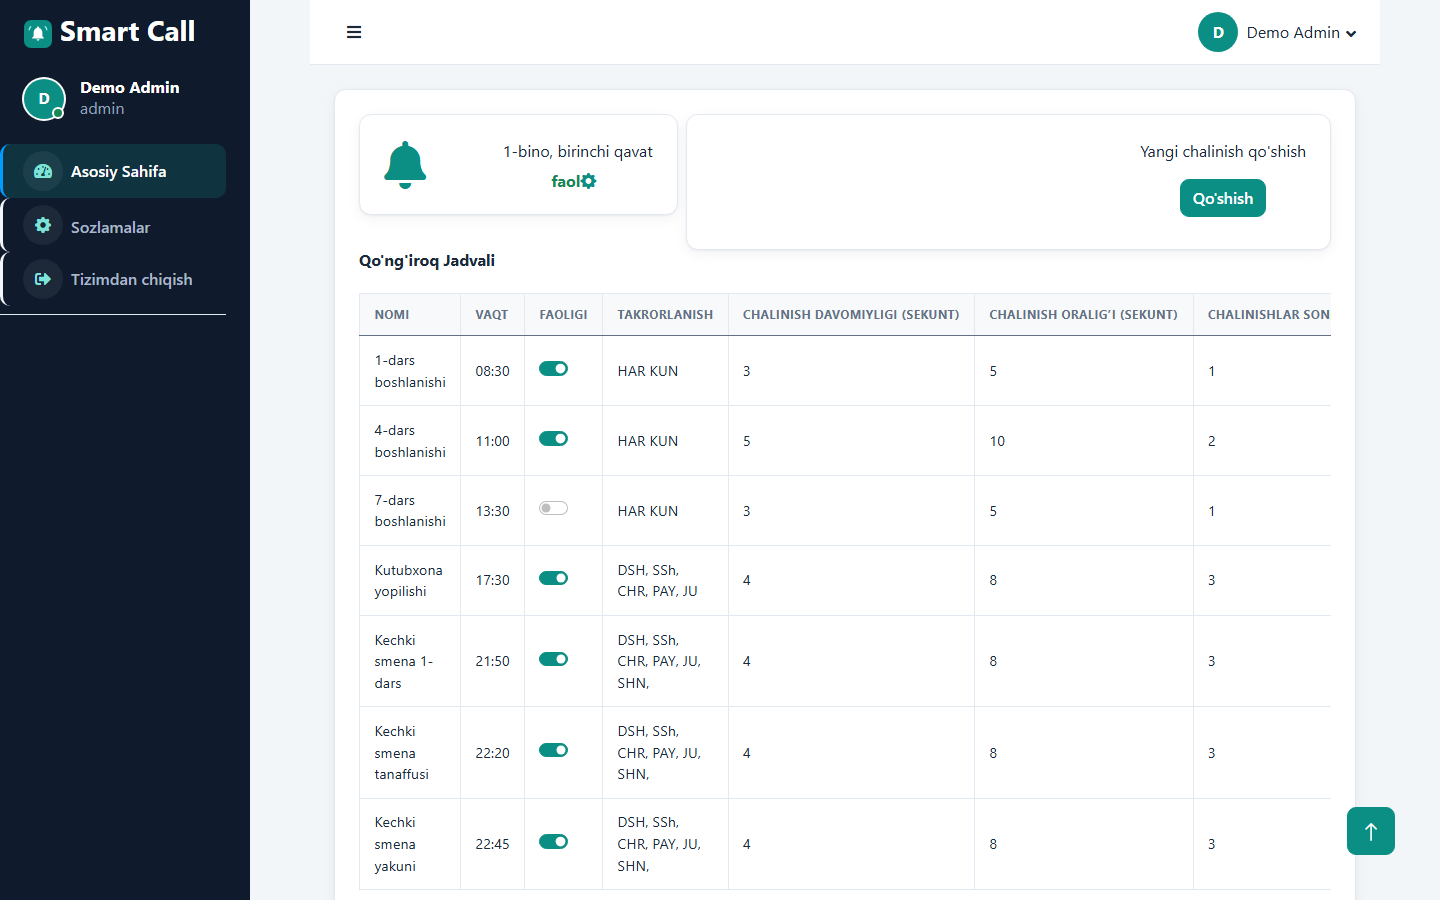 Smart Call
D
Demo Admin
admin
Asosiy Sahifa
Sozlamalar
Tizimdan chiqish
D Demo Admin
1-bino, birinchi qavat
faol
Yangi chalinish qo'shish
Qo'shish
Qo'ng'iroq Jadvali
NOMI VAQT FAOLIGI TAKRORLANISH CHALINISH DAVOMIYLIGI (SEKUNT) CHALINISH ORALIG'I (SEKUNT) CHALINISHLAR SON
1-dars
boshlanishi
08:30 HAR KUN 3 5 1
4-dars
boshlanishi
11:00 HAR KUN 5 10 2
7-dars
boshlanishi
13:30 HAR KUN 3 5 1
Kutubxona
yopilishi
17:30
DSH, SSh,
CHR, PAY, JU
4 8 3
Kechki
smena 1-
dars
21:50
DSH, SSh,
CHR, PAY, JU,
SHN,
4 8 3
Kechki
smena
tanaffusi
22:20
DSH, SSh,
CHR, PAY, JU,
SHN,
4 8 3
Kechki
smena
yakuni
22:45
DSH, SSh,
CHR, PAY, JU,
SHN,
4 8 3